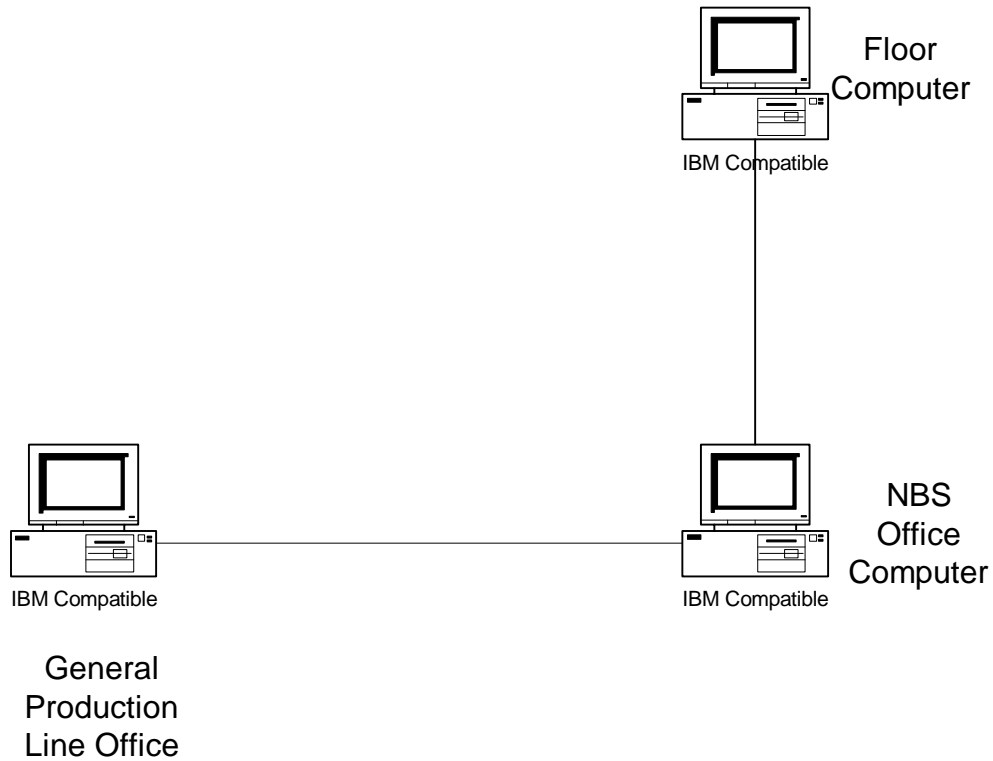 Floor
Computer
IBM Compatible
NBS
Office
Computer
IBM Compatible
IBM Compatible
General
Production
Line Office